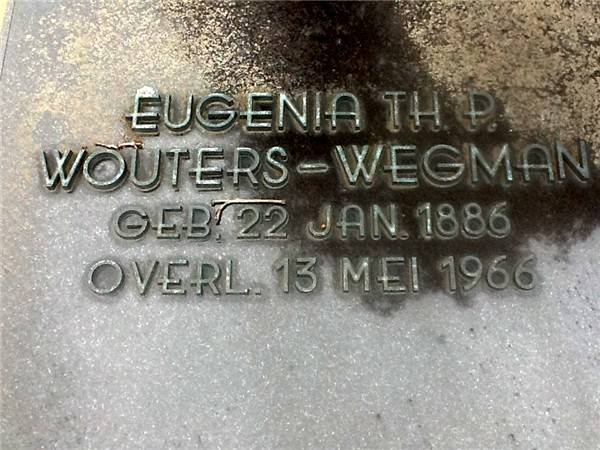 EUGENIA TH. P.
WOUTERS-WEGMAN
GEB. 22 JAN. 1886
OVERL. 13 MEI 1966